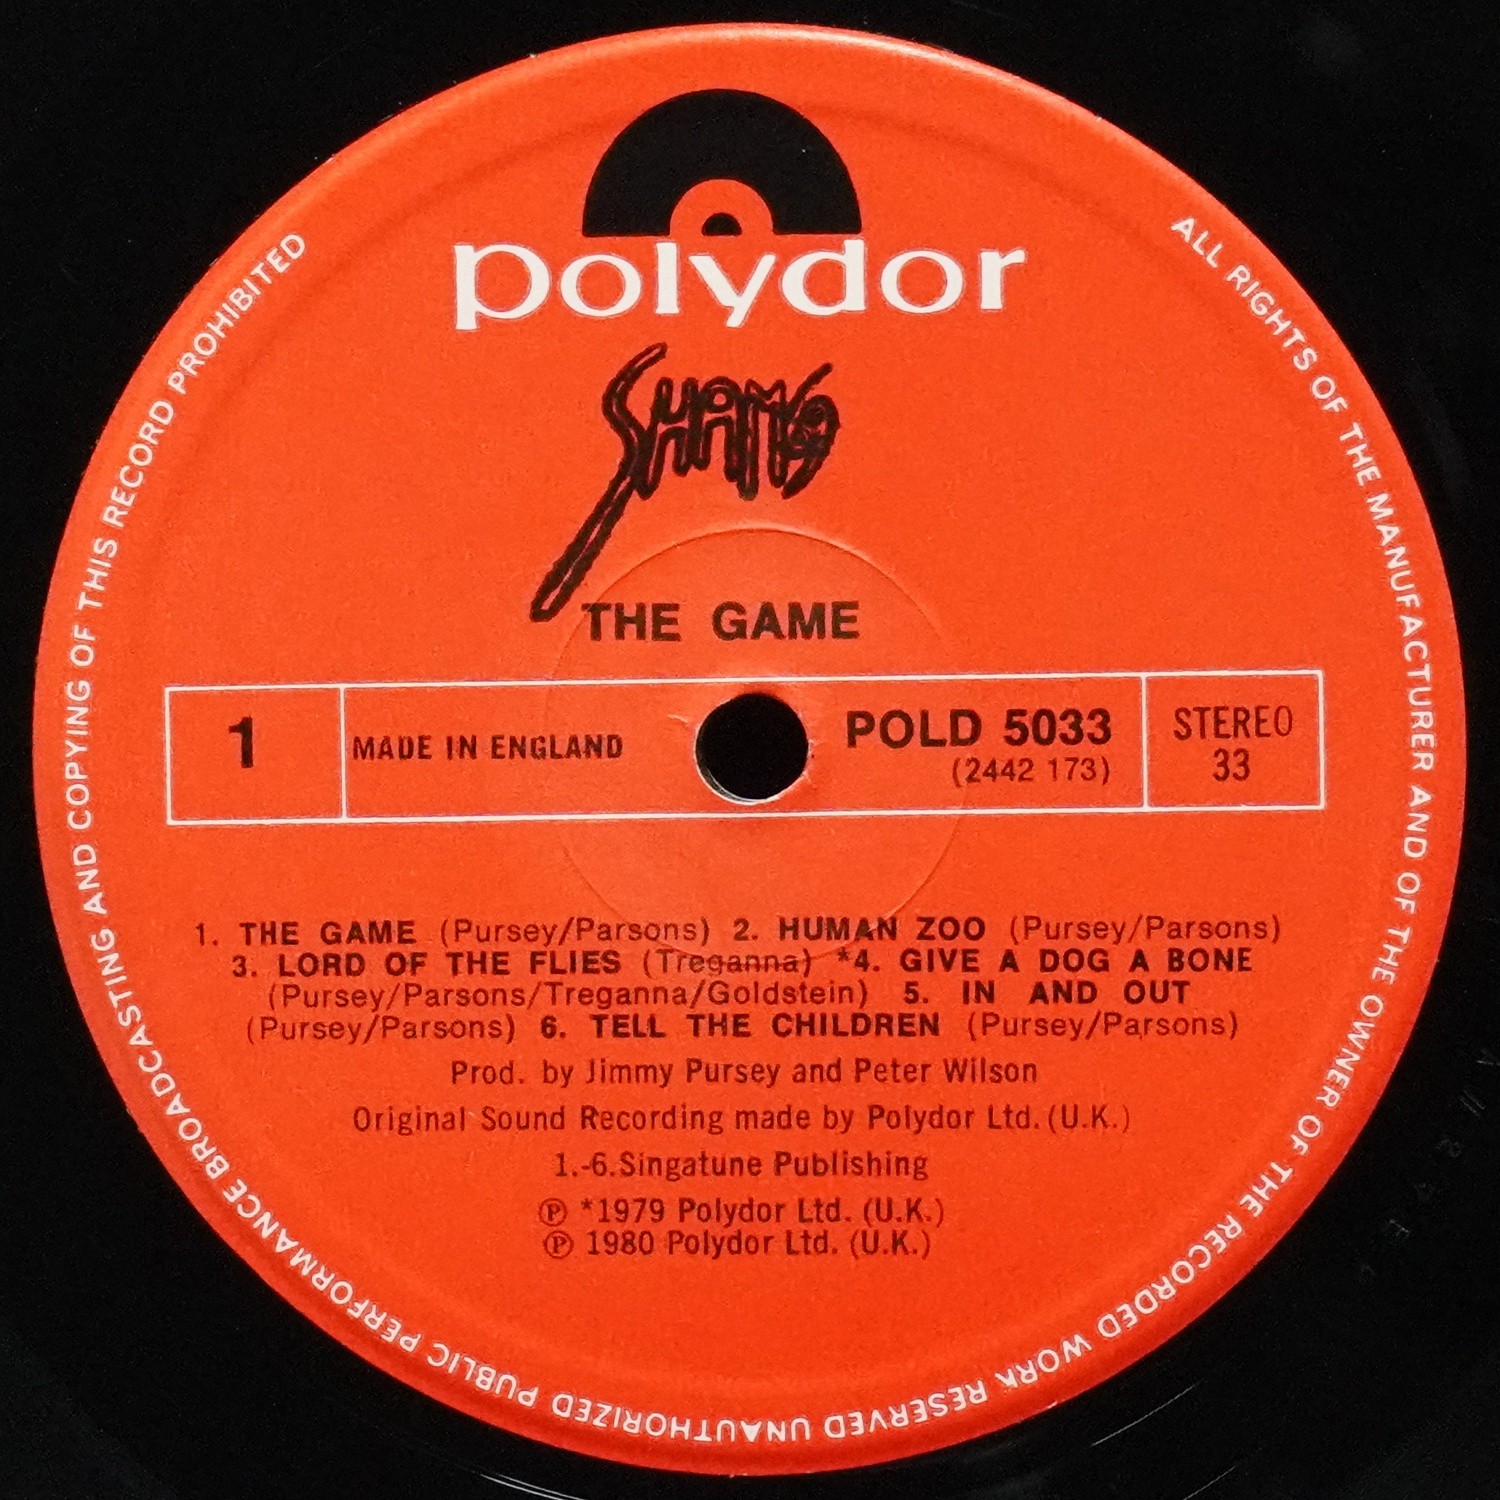 polydor
SHAM 69
THE GAME
1
MADE IN ENGLAND
POLD 5033
(2442 173)
STEREO
33
1. THE GAME (Pursey/Parsons) 2. HUMAN ZOO (Pursey/Parsons)
3. LORD OF THE FLIES (Treganna) *4. GIVE A DOG A BONE
(Pursey/Parsons/Treganna/Goldstein) 5. IN AND OUT
(Pursey/Parsons) 6. TELL THE CHILDREN (Pursey/Parsons)
Prod. by Jimmy Pursey and Peter Wilson
Original Sound Recording made by Polydor Ltd. (U.K.)
1.-6.Singatune Publishing
Ⓟ *1979 Polydor Ltd. (U.K.)
Ⓟ 1980 Polydor Ltd. (U.K.)
ALL RIGHTS OF THE MANUFACTURER AND OF THE OWNER OF THE RECORDED WORK RESERVED UNAUTHORIZED PUBLIC PERFORMANCE BROADCASTING AND COPYING OF THIS RECORD PROHIBITED